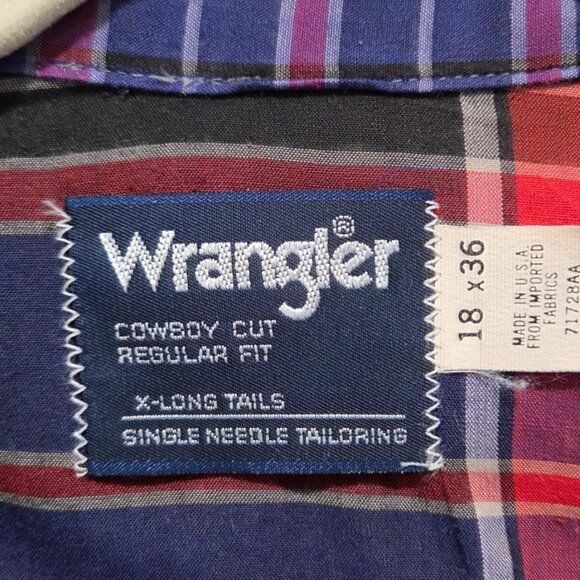 Wrangler®
COWBOY CUT
REGULAR FIT
X-LONG TAILS
SINGLE NEEDLE TAILORING
18 x 36
MADE IN U.S.A.
FROM IMPORTED
FABRICS
71728AA